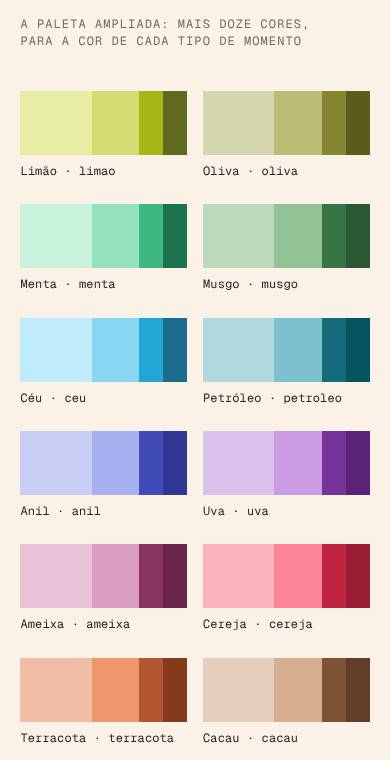 A PALETA AMPLIADA: MAIS DOZE CORES,
PARA A COR DE CADA TIPO DE MOMENTO
Limão · limao
Oliva · oliva
Menta · menta
Musgo · musgo
Céu · ceu
Petróleo · petroleo
Anil · anil
Uva · uva
Ameixa · ameixa
Cereja · cereja
Terracota · terracota
Cacau · cacau